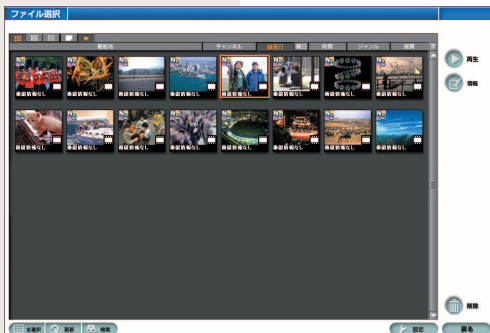 ファイル選択
番組名 チャンネル 録画日 曜日 時間 ジャンル 画質
番組情報なし 番組情報なし 番組情報なし 番組情報なし 番組情報なし 番組情報なし 番組情報なし 番組情報なし
番組情報なし 番組情報なし 番組情報なし 番組情報なし 番組情報なし 番組情報なし 番組情報なし 番組情報なし
再生
情報
削除
全選択 更新 検索 設定 戻る